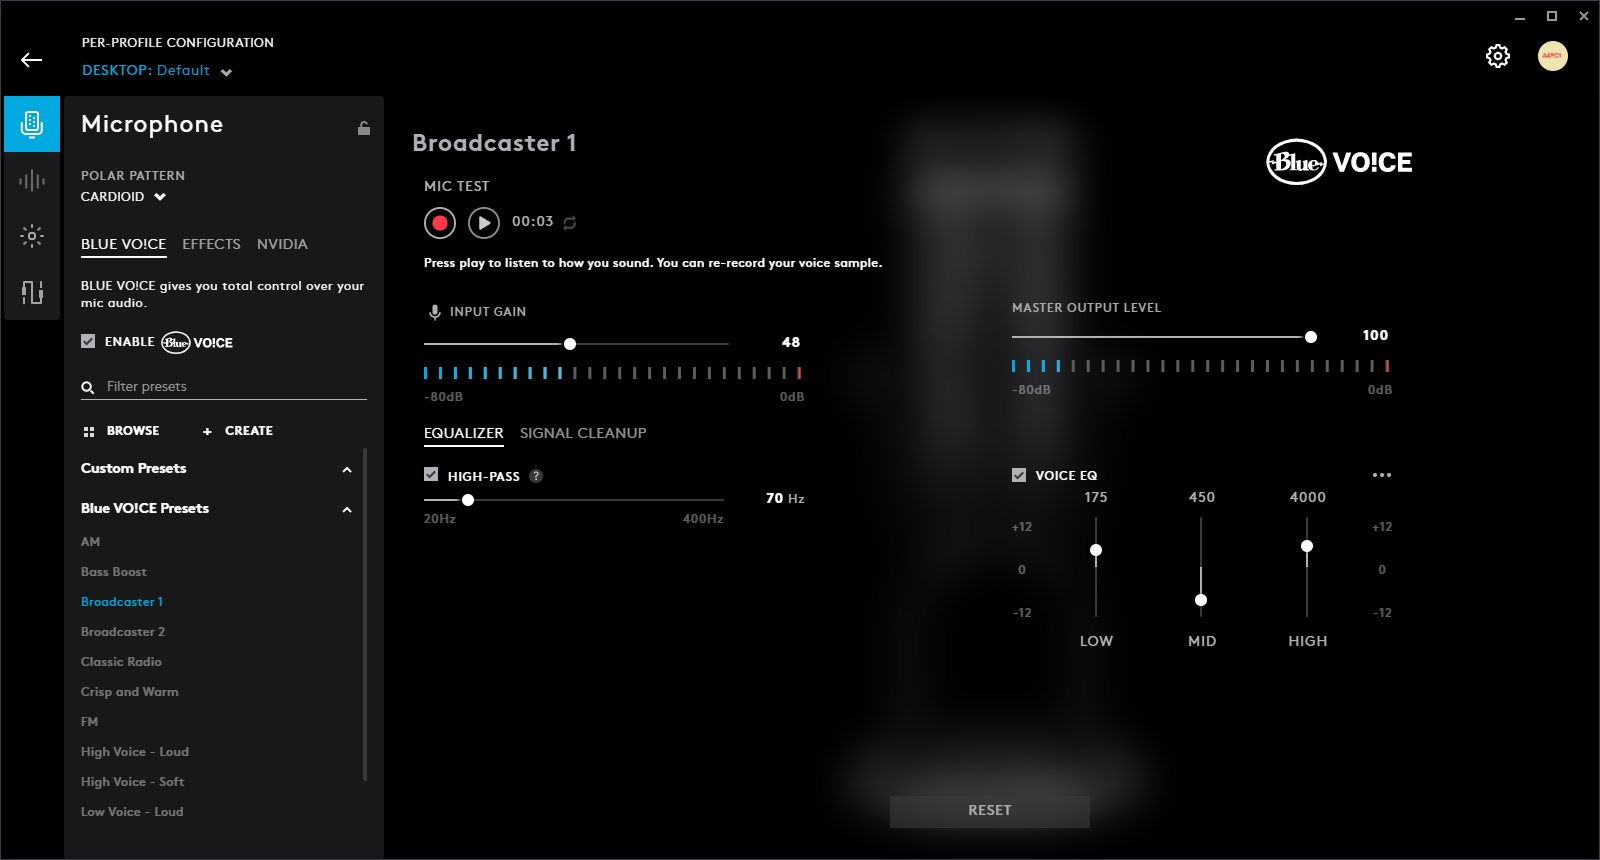 PER-PROFILE CONFIGURATION
DESKTOP: Default
A4PC1
Microphone
POLAR PATTERN
CARDIOID
BLUE VO!CE EFFECTS NVIDIA
BLUE VO!CE gives you total control over your
mic audio.
ENABLE Blue VO!CE
Filter presets
BROWSE + CREATE
Custom Presets
Blue VO!CE Presets
AM
Bass Boost
Broadcaster 1
Broadcaster 2
Classic Radio
Crisp and Warm
FM
High Voice - Loud
High Voice - Soft
Low Voice - Loud
Broadcaster 1
Blue VO!CE
MIC TEST
00:03
Press play to listen to how you sound. You can re-record your voice sample.
INPUT GAIN
48
-80dB 0dB
MASTER OUTPUT LEVEL
100
-80dB 0dB
EQUALIZER SIGNAL CLEANUP
HIGH-PASS ?
70 Hz
20Hz 400Hz
VOICE EQ
175 450 4000
+12 +12
0 0
-12 -12
LOW MID HIGH
RESET